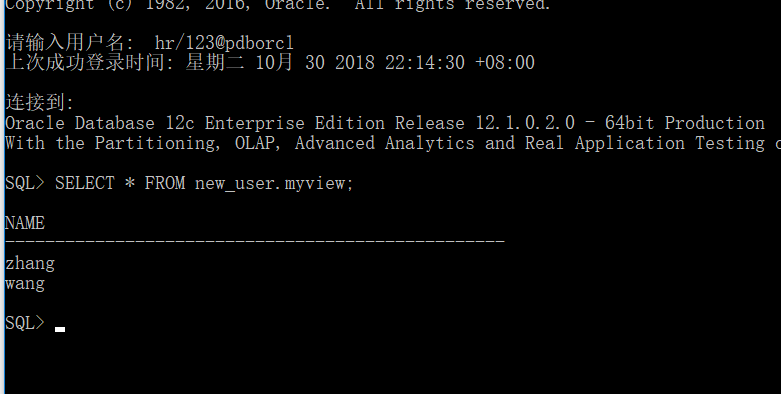 Copyright (c) 1982, 2016, Oracle.  All rights reserved.
请输入用户名:  hr/123@pdborcl
上次成功登录时间: 星期二 10月 30 2018 22:14:30 +08:00
连接到:
Oracle Database 12c Enterprise Edition Release 12.1.0.2.0 - 64bit Production
With the Partitioning, OLAP, Advanced Analytics and Real Application Testing o
SQL> SELECT * FROM new_user.myview;
NAME
--------------------------------------------------
zhang
wang
SQL>